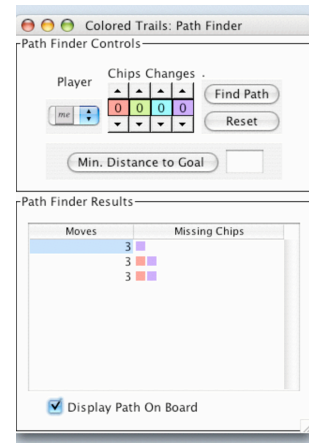 Colored Trails: Path Finder
Path Finder Controls
Chips Changes .
Player
Find Path
me
0 0 0 0
Reset
Min. Distance to Goal
Path Finder Results
Moves Missing Chips
3
3
3
Display Path On Board